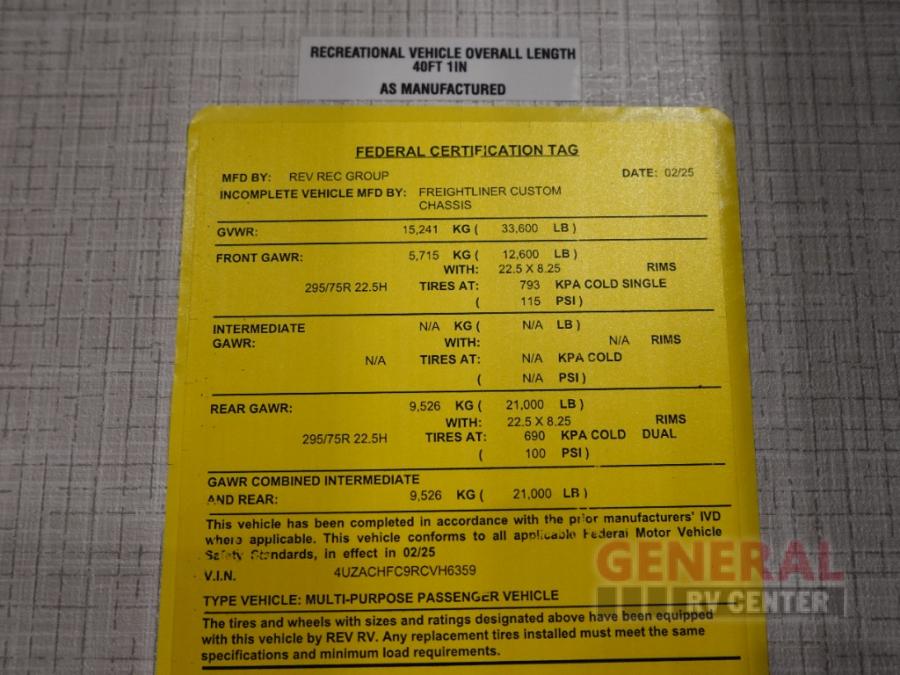 RECREATIONAL VEHICLE OVERALL LENGTH
40FT 1IN
AS MANUFACTURED
FEDERAL CERTIFICATION TAG
MFD BY: REV REC GROUP DATE: 02/25
INCOMPLETE VEHICLE MFD BY: FREIGHTLINER CUSTOM
CHASSIS
GVWR: 15,241 KG ( 33,600 LB )
FRONT GAWR: 5,715 KG ( 12,600 LB )
WITH: 22.5 X 8.25 RIMS
295/75R 22.5H TIRES AT: 793 KPA COLD SINGLE
( 115 PSI )
INTERMEDIATE N/A KG ( N/A LB )
GAWR: WITH: N/A RIMS
N/A TIRES AT: N/A KPA COLD
( N/A PSI )
REAR GAWR: 9,526 KG ( 21,000 LB )
WITH: 22.5 X 8.25 RIMS
295/75R 22.5H TIRES AT: 690 KPA COLD DUAL
( 100 PSI )
GAWR COMBINED INTERMEDIATE
AND REAR: 9,526 KG ( 21,000 LB )
This vehicle has been completed in accordance with the prior manufacturers' IVD
where applicable. This vehicle conforms to all applicable Federal Motor Vehicle
Safety Standards, in effect in 02/25
V.I.N. 4UZACHFC9RCVH6359
TYPE VEHICLE: MULTI-PURPOSE PASSENGER VEHICLE
The tires and wheels with sizes and ratings designated above have been equipped
with this vehicle by REV RV. Any replacement tires installed must meet the same
specifications and minimum load requirements.
GENERAL
RV CENTER